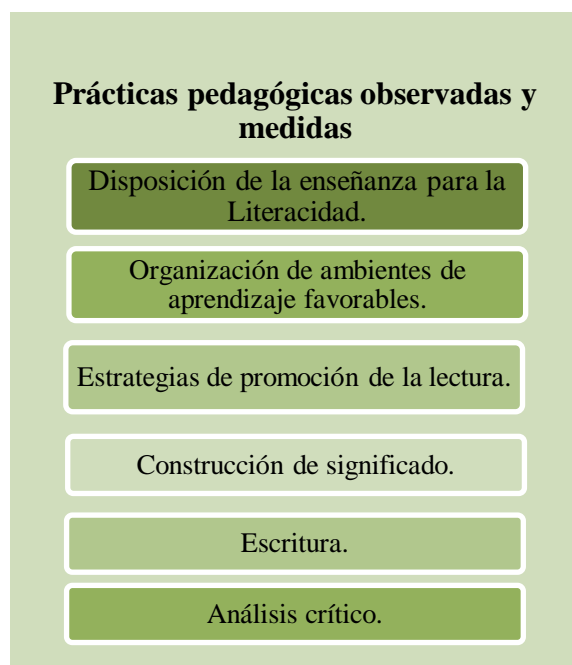 Prácticas pedagógicas observadas y
medidas
Disposición de la enseñanza para la
Literacidad.
Organización de ambientes de
aprendizaje favorables.
Estrategias de promoción de la lectura.
Construcción de significado.
Escritura.
Análisis crítico.